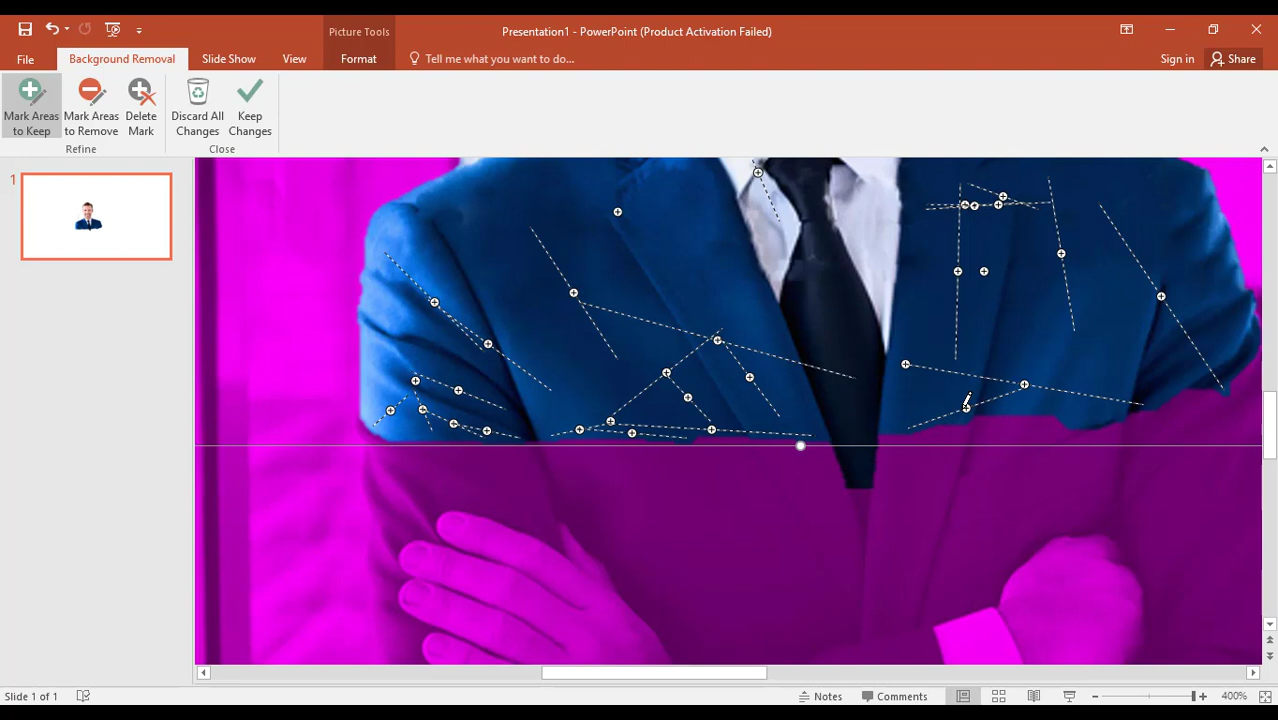 Picture Tools
Presentation1 - PowerPoint (Product Activation Failed)
File
Background Removal
Slide Show
View
Format
Tell me what you want to do...
Sign in
Share
Mark Areas to Keep
Mark Areas to Remove
Delete Mark
Discard All Changes
Keep Changes
Refine
Close
1
Slide 1 of 1
Notes
Comments
400%